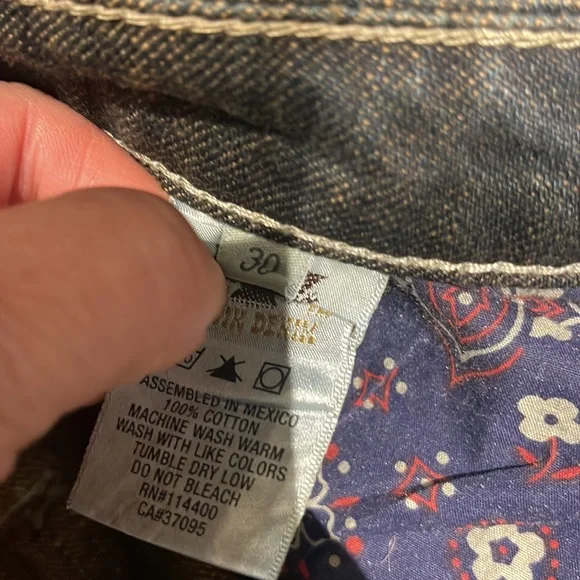 30
ASSEMBLED IN MEXICO
100% COTTON
MACHINE WASH WARM
WASH WITH LIKE COLORS
TUMBLE DRY LOW
DO NOT BLEACH
RN#114400
CA#37095